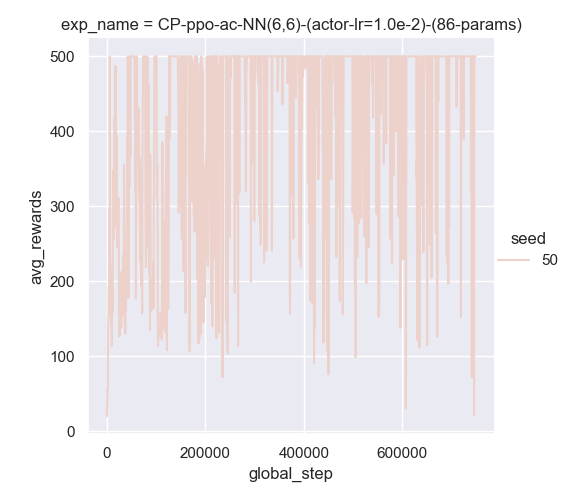 exp_name = CP-ppo-ac-NN(6,6)-(actor-lr=1.0e-2)-(86-params)
500
400
300
200
100
0
avg_rewards
0 200000 400000 600000
global_step
seed
50